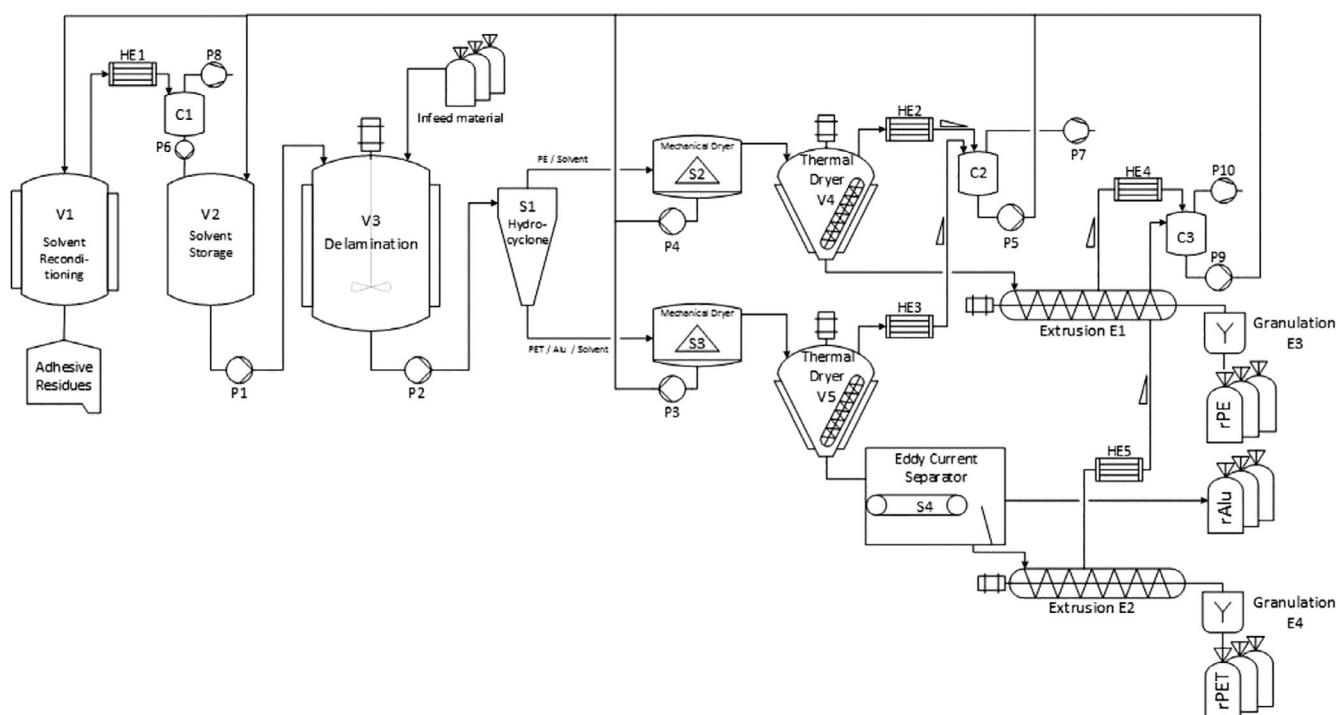 HE1
P8
C1
P6
V1
Solvent
Recondi-
tioning
V2
Solvent
Storage
Adhesive
Residues
P1
V3
Delamination
Infeed material
P2
S1
Hydro-
cyclone
PE / Solvent
PET / Alu / Solvent
Mechanical Dryer
S2
P4
Mechanical Dryer
S3
P3
Thermal
Dryer
V4
HE2
C2
P7
P5
Thermal
Dryer
V5
HE3
HE4
P10
C3
P9
Extrusion E1
Granulation
E3
rPE
Eddy Current
Separator
S4
HE5
rAlu
Extrusion E2
Granulation
E4
rPET